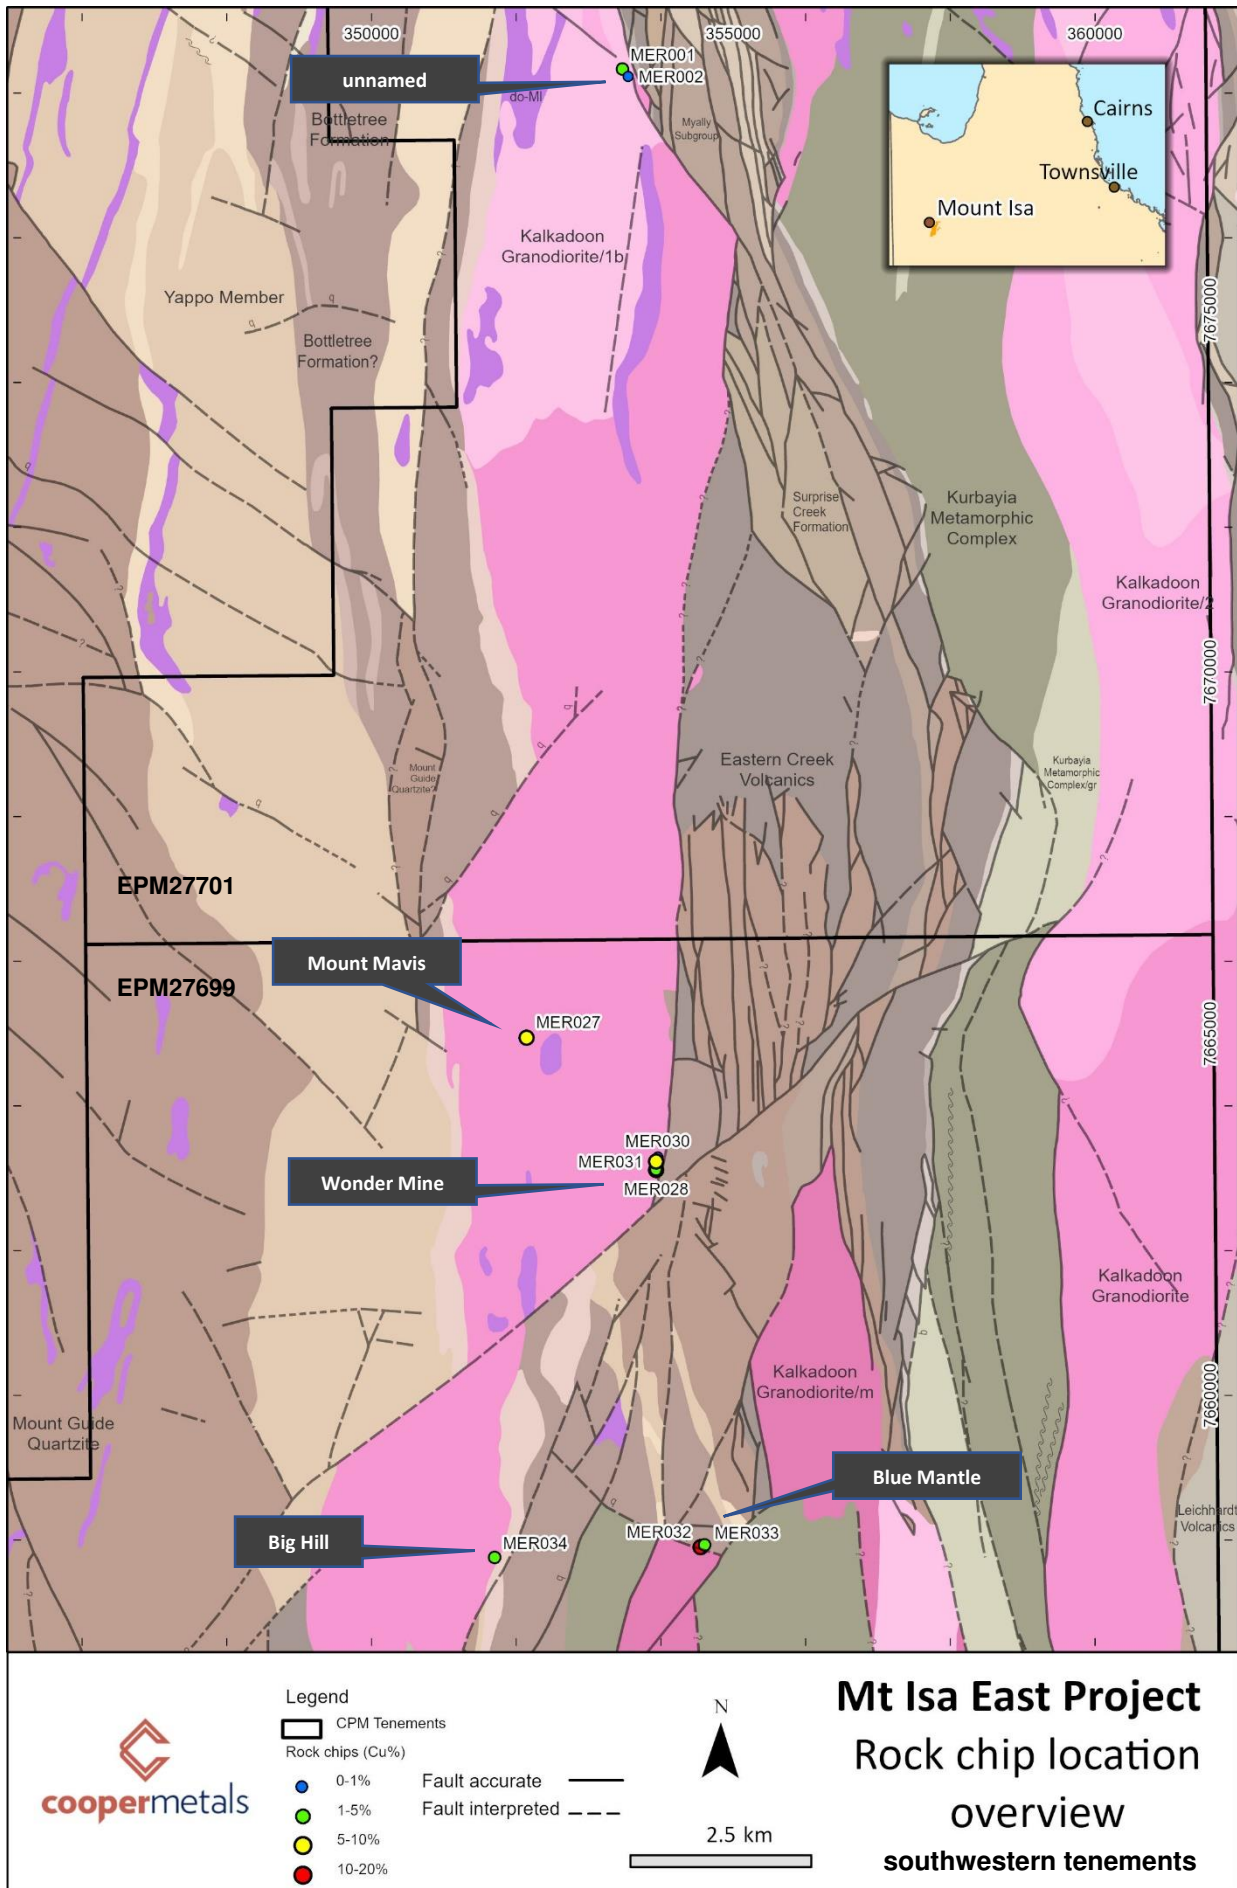 350000
355000
360000
MER001
MER002
unnamed
do-MI
Bottletree
Formation
Myally
Subgroup
Cairns
Townsville
Mount Isa
Kalkadoon
Granodiorite/1b
Yappo Member
7675000
Bottletree
Formation?
Surprise
Creek
Formation
Kurbayia
Metamorphic
Complex
Kalkadoon
Granodiorite/2
7670000
Mount
Guide
Quartzite?
Eastern Creek
Volcanics
Kurbayia
Metamorphic
Complex/gr
EPM27701
Mount Mavis
EPM27699
MER027
7665000
MER030
MER031
MER028
Wonder Mine
Kalkadoon
Granodiorite
Kalkadoon
Granodiorite/m
7660000
Mount Guide
Quartzite
Blue Mantle
Leichhardt
Volcanics
Big Hill
MER034
MER032
MER033
Legend
CPM Tenements
Rock chips (Cu%)
0-1%
1-5%
5-10%
10-20%
Fault accurate
Fault interpreted
N
2.5 km
coopermetals
Mt Isa East Project
Rock chip location
overview
southwestern tenements